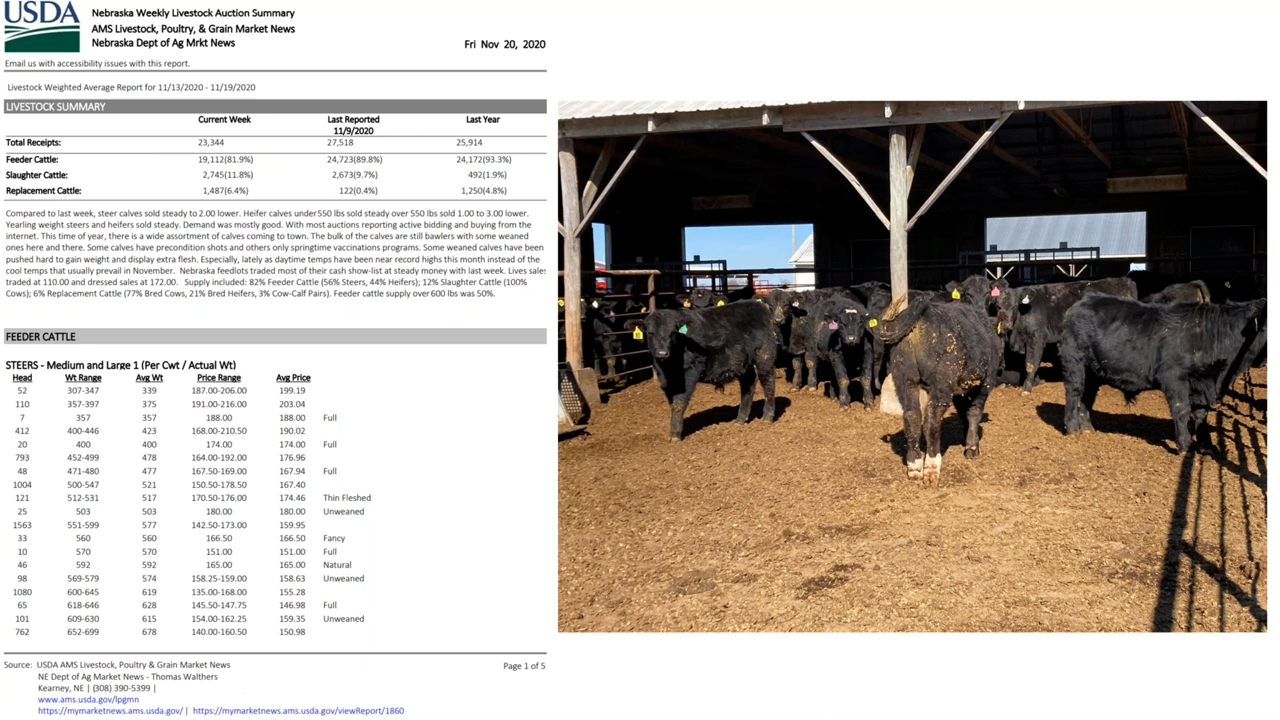 USDA
Nebraska Weekly Livestock Auction Summary
AMS Livestock, Poultry, & Grain Market News
Nebraska Dept of Ag Mrkt News
Fri Nov 20, 2020
Email us with accessibility issues with this report.
Livestock Weighted Average Report for 11/13/2020 - 11/19/2020
LIVESTOCK SUMMARY
Current Week Last Reported Last Year
11/9/2020
Total Receipts: 23,344 27,518 25,914
Feeder Cattle: 19,112(81.9%) 24,723(89.8%) 24,172(93.3%)
Slaughter Cattle: 2,745(11.8%) 2,673(9.7%) 492(1.9%)
Replacement Cattle: 1,487(6.4%) 122(0.4%) 1,250(4.8%)
Compared to last week, steer calves sold steady to 2.00 lower. Heifer calves under 550 lbs sold steady over 550 lbs sold 1.00 to 3.00 lower.
Yearling weight steers and heifers sold steady. Demand was mostly good. With most auctions reporting active bidding and buying from the
internet. This time of year, there is a wide assortment of calves coming to town. The bulk of the calves are still bawlers with some weaned
ones here and there. Some calves have precondition shots and others only springtime vaccinations programs. Some weaned calves have been
pushed hard to gain weight and display extra flesh. Especially, lately as daytime temps have been near record highs this month instead of the
cool temps that usually prevail in November. Nebraska feedlots traded most of their cash show-list at steady money with last week. Lives sales
traded at 110.00 and dressed sales at 172.00. Supply included: 82% Feeder Cattle (56% Steers, 44% Heifers); 12% Slaughter Cattle (100%
Cows); 6% Replacement Cattle (77% Bred Cows, 21% Bred Heifers, 3% Cow-Calf Pairs). Feeder cattle supply over 600 lbs was 50%.
FEEDER CATTLE
STEERS - Medium and Large 1 (Per Cwt / Actual Wt)
Head Wt Range Avg Wt Price Range Avg Price
52 307-347 339 187.00-206.00 199.19
110 357-397 375 191.00-216.00 203.04
7 357 357 188.00 188.00 Full
412 400-446 423 168.00-210.50 190.02
20 400 400 174.00 174.00 Full
793 452-499 478 164.00-192.00 176.96
48 471-480 477 167.50-169.00 167.94 Full
1004 500-547 521 150.50-178.50 167.40
121 512-531 517 170.50-176.00 174.46 Thin Fleshed
25 503 503 180.00 180.00 Unweaned
1563 551-599 577 142.50-173.00 159.95
33 560 560 166.50 166.50 Fancy
10 570 570 151.00 151.00 Full
46 592 592 165.00 165.00 Natural
98 569-579 574 158.25-159.00 158.63 Unweaned
1080 600-645 619 135.00-168.00 155.28
65 618-646 628 145.50-147.75 146.98 Full
101 609-630 615 154.00-162.25 159.35 Unweaned
762 652-699 678 140.00-160.50 150.98
Source: USDA AMS Livestock, Poultry & Grain Market News
Page 1 of 5
NE Dept of Ag Market News - Thomas Walthers
Kearney, NE | (308) 390-5399 |
www.ams.usda.gov/lpgmn
https://mymarketnews.ams.usda.gov/ | https://mymarketnews.ams.usda.gov/viewReport/1860